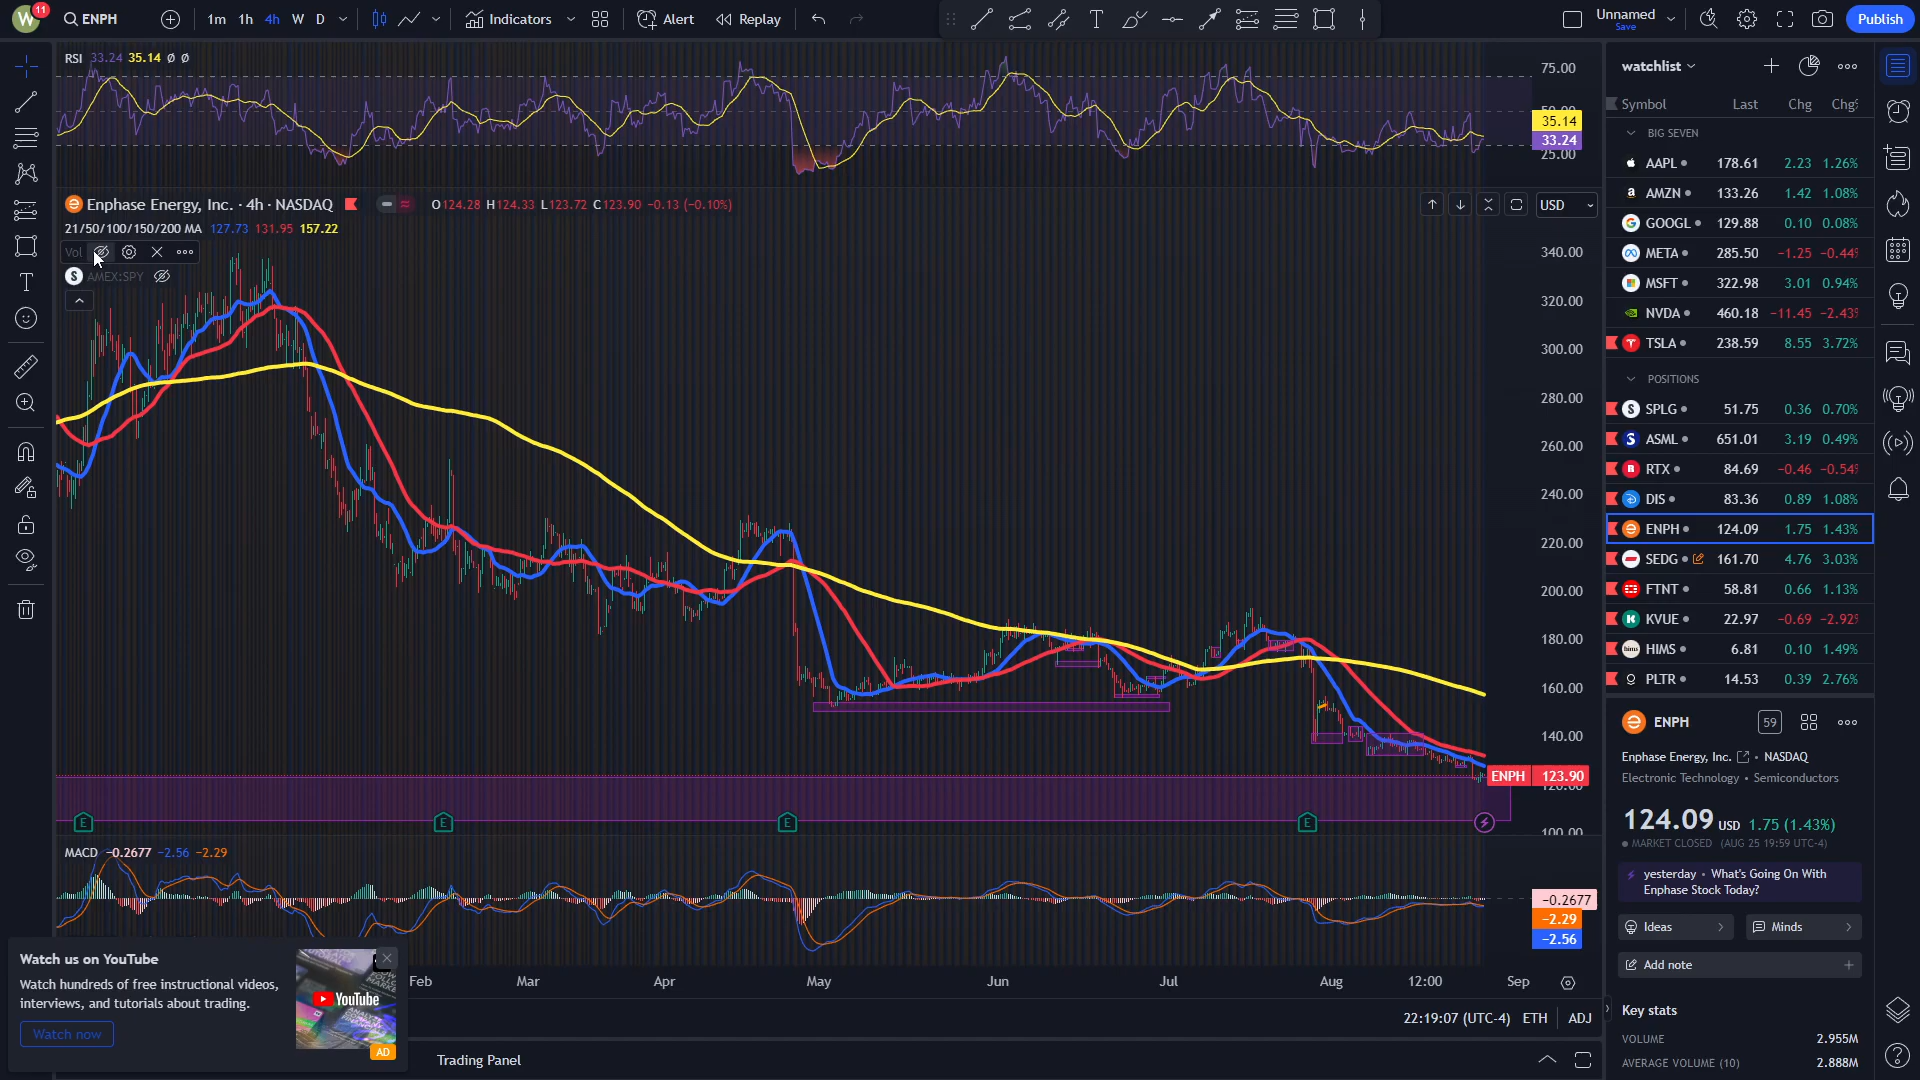 W 11 ENPH 1m 1h 4h W D Indicators Alert Replay Unnamed Save Publish
RSI 33.24 35.14 Ø Ø
75.00
50.00
35.14
33.24
25.00
Enphase Energy, Inc. · 4h · NASDAQ O124.28 H124.33 L123.72 C123.90 −0.13 (−0.10%) USD
21/50/100/150/200 MA 127.73 131.95 157.22
Vol
AMEX:SPY
340.00
320.00
300.00
280.00
260.00
240.00
220.00
200.00
180.00
160.00
140.00
ENPH 123.90
120.00
100.00
E E E E
MACD −0.2677 −2.56 −2.29
−0.2677
−2.29
−2.56
Feb Mar Apr May Jun Jul Aug 12:00 Sep
22:19:07 (UTC-4) ETH ADJ
Trading Panel
Watch us on YouTube
Watch hundreds of free instructional videos,
interviews, and tutorials about trading.
Watch now
YouTube
AD
watchlist
Symbol Last Chg Chg%
BIG SEVEN
AAPL 178.61 2.23 1.26%
AMZN 133.26 1.42 1.08%
GOOGL 129.88 0.10 0.08%
META 285.50 −1.25 −0.44%
MSFT 322.98 3.01 0.94%
NVDA 460.18 −11.45 −2.43%
TSLA 238.59 8.55 3.72%
POSITIONS
SPLG 51.75 0.36 0.70%
ASML 651.01 3.19 0.49%
RTX 84.69 −0.46 −0.54%
DIS 83.36 0.89 1.08%
ENPH 124.09 1.75 1.43%
SEDG 161.70 4.76 3.03%
FTNT 58.81 0.66 1.13%
KVUE 22.97 −0.69 −2.92%
HIMS 6.81 0.10 1.49%
PLTR 14.53 0.39 2.76%
ENPH 59
Enphase Energy, Inc. • NASDAQ
Electronic Technology • Semiconductors
124.09 USD 1.75 (1.43%)
MARKET CLOSED (AUG 25 19:59 UTC-4)
yesterday • What's Going On With
Enphase Stock Today?
Ideas Minds
Add note
Key stats
VOLUME 2.955M
AVERAGE VOLUME (10) 2.888M